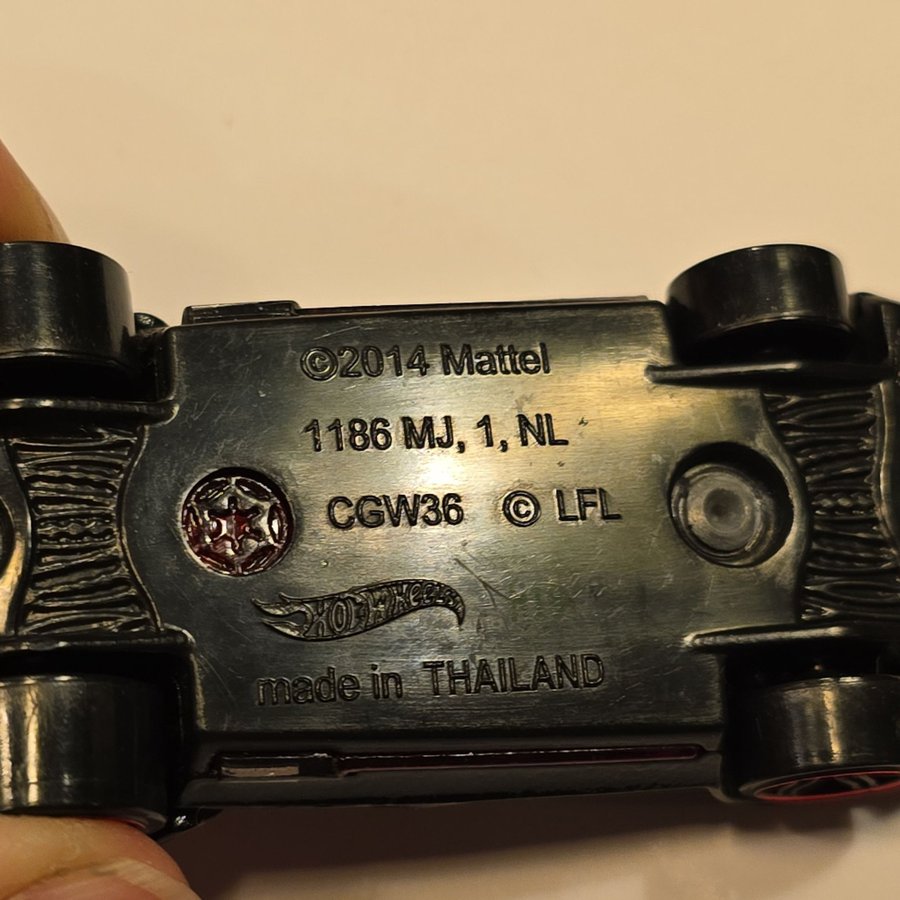 ©2014 Mattel
1186 MJ, 1, NL
CGW36 © LFL
Hot Wheels
made in THAILAND